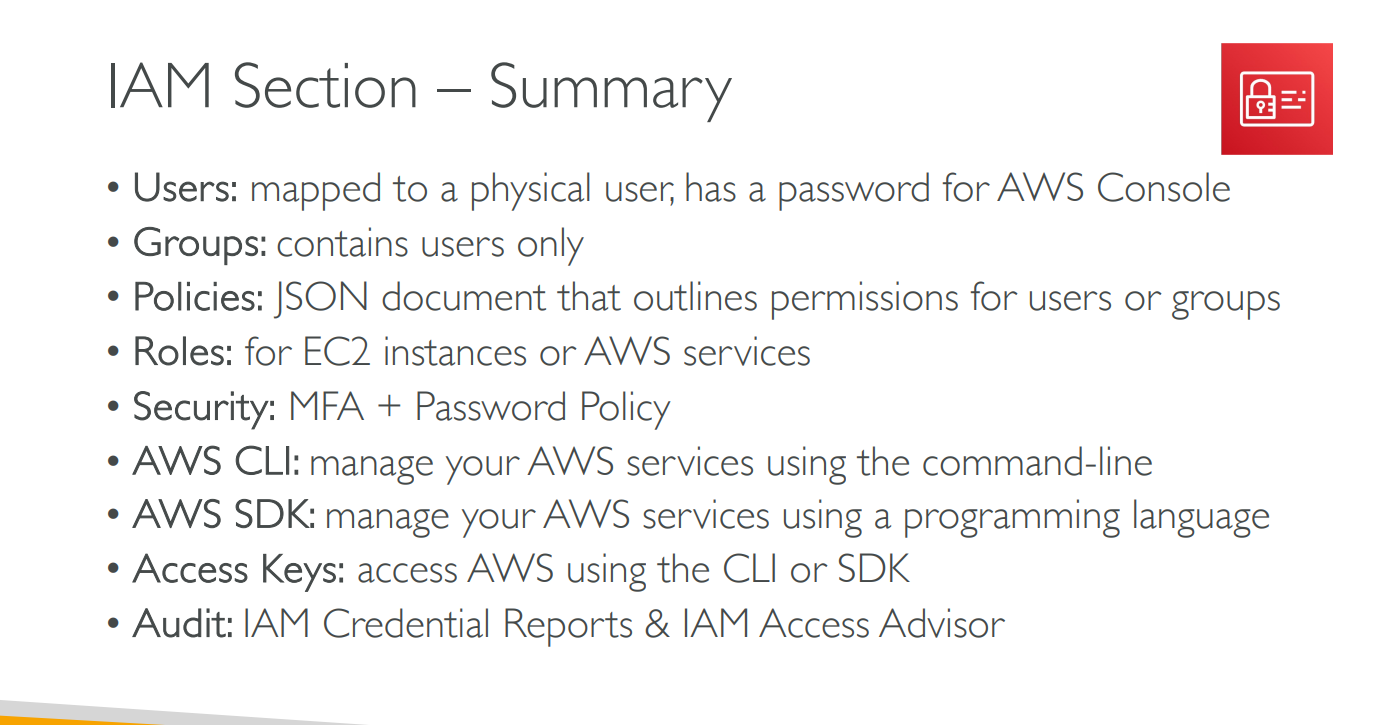 IAM Section – Summary
• Users: mapped to a physical user, has a password for AWS Console
• Groups: contains users only
• Policies: JSON document that outlines permissions for users or groups
• Roles: for EC2 instances or AWS services
• Security: MFA + Password Policy
• AWS CLI: manage your AWS services using the command-line
• AWS SDK: manage your AWS services using a programming language
• Access Keys: access AWS using the CLI or SDK
• Audit: IAM Credential Reports & IAM Access Advisor